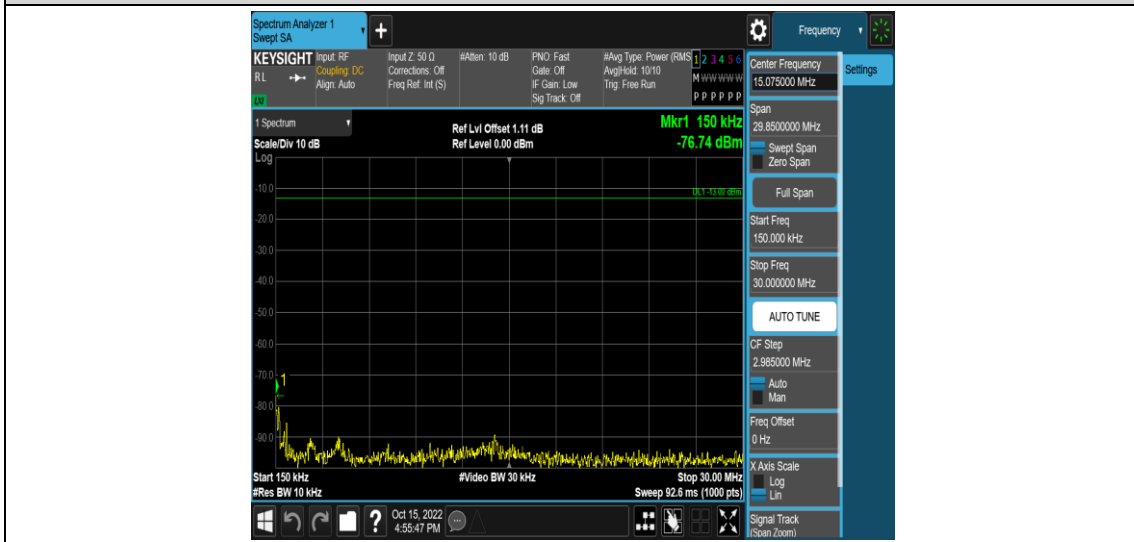 Spectrum Analyzer 1
Swept SA
+
Frequency
KEYSIGHT
RL
LXI
Input: RF
Coupling: DC
Align: Auto
Input Z: 50 Ω
Corrections: Off
Freq Ref: Int (S)
#Atten: 10 dB
PNO: Fast
Gate: Off
IF Gain: Low
Sig Track: Off
#Avg Type: Power (RMS
Avg|Hold: 10/10
Trig: Free Run
1 2 3 4 5 6
M W W W W W
P P P P P P
1 Spectrum
Scale/Div 10 dB
Log
Ref Lvl Offset 1.11 dB
Ref Level 0.00 dBm
Mkr1 150 kHz
-76.74 dBm
DL1 -13.00 dBm
-10.0
-20.0
-30.0
-40.0
-50.0
-60.0
-70.0
-80.0
-90.0
1
Start 150 kHz
#Res BW 10 kHz
#Video BW 30 kHz
Stop 30.00 MHz
Sweep 92.6 ms (1000 pts)
?
Oct 15, 2022
4:55:47 PM
Center Frequency
15.075000 MHz
Settings
Span
29.8500000 MHz
Swept Span
Zero Span
Full Span
Start Freq
150.000 kHz
Stop Freq
30.000000 MHz
AUTO TUNE
CF Step
2.985000 MHz
Auto
Man
Freq Offset
0 Hz
X Axis Scale
Log
Lin
Signal Track
(Span Zoom)